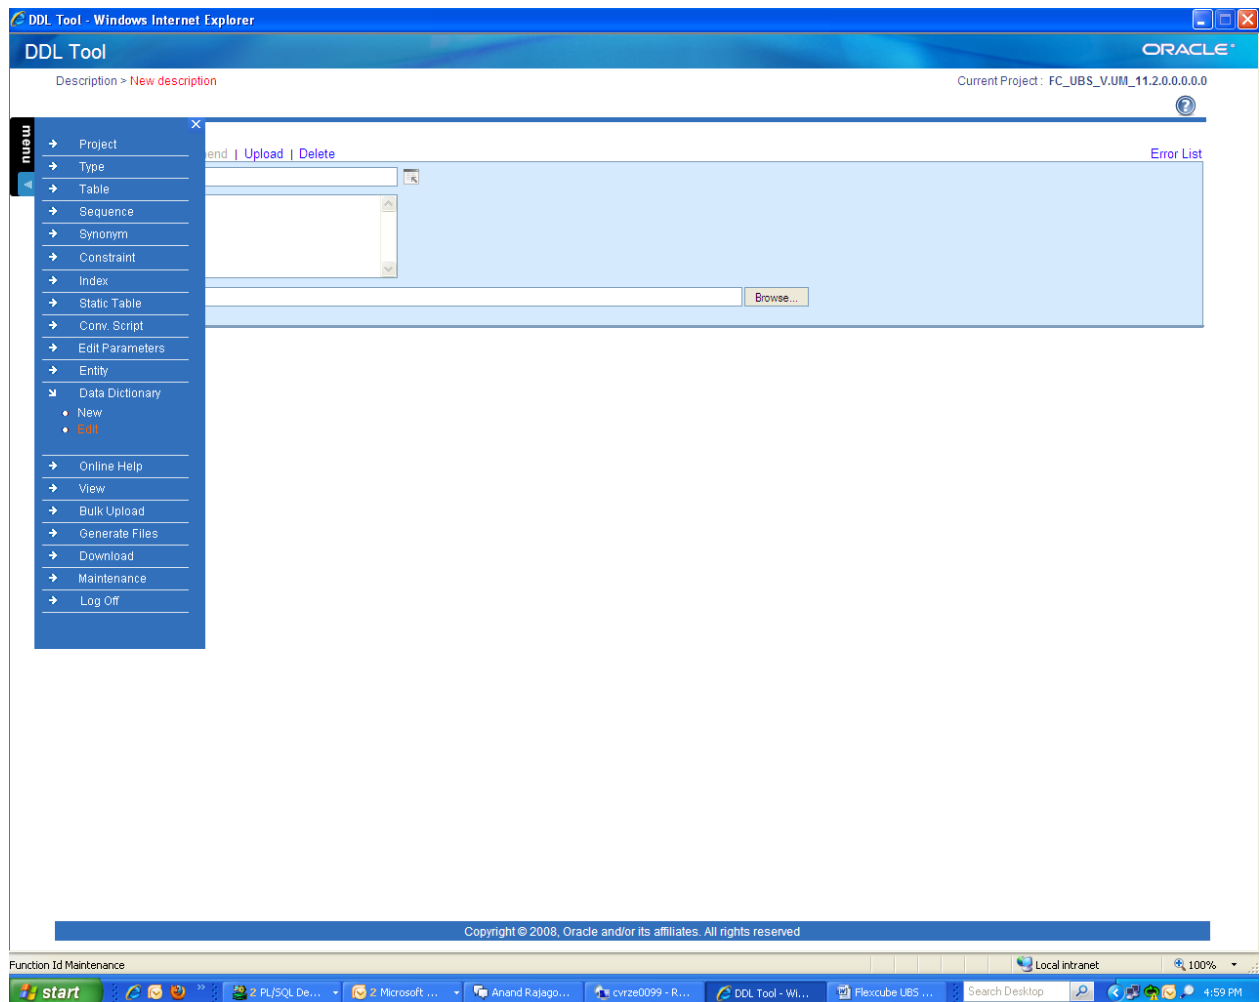 DDL Tool - Windows Internet Explorer
DDL Tool
ORACLE
Description > New description
Current Project : FC_UBS_V.UM_11.2.0.0.0.0.0
menu
Upload | Delete
Error List
Project
Type
Table
Sequence
Synonym
Constraint
Index
Static Table
Conv. Script
Edit Parameters
Entity
Data Dictionary
New
Edit
Online Help
View
Bulk Upload
Generate Files
Download
Maintenance
Log Off
Browse...
Copyright © 2008, Oracle and/or its affiliates. All rights reserved
Function Id Maintenance
Local intranet
100%
start
2 PL/SQL De...
2 Microsoft ...
Anand Rajago...
cvrze0099 - R...
DDL Tool - Wi...
Flexcube UBS ...
Search Desktop
4:59 PM